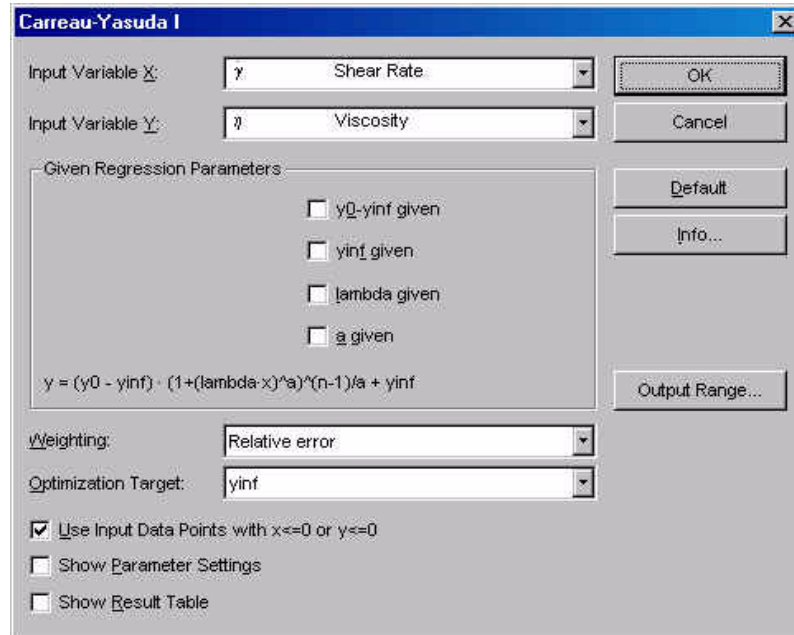 Carreau-Yasuda I
Input Variable X: γ̇ Shear Rate
OK
Input Variable Y: η Viscosity
Cancel
Given Regression Parameters
Default
y0-yinf given
Info...
yinf given
lambda given
a given
y = (y0 - yinf) · (1+(lambda·x)^a)^(n-1)/a + yinf
Output Range...
Weighting: Relative error
Optimization Target: yinf
Use Input Data Points with x<=0 or y<=0
Show Parameter Settings
Show Result Table